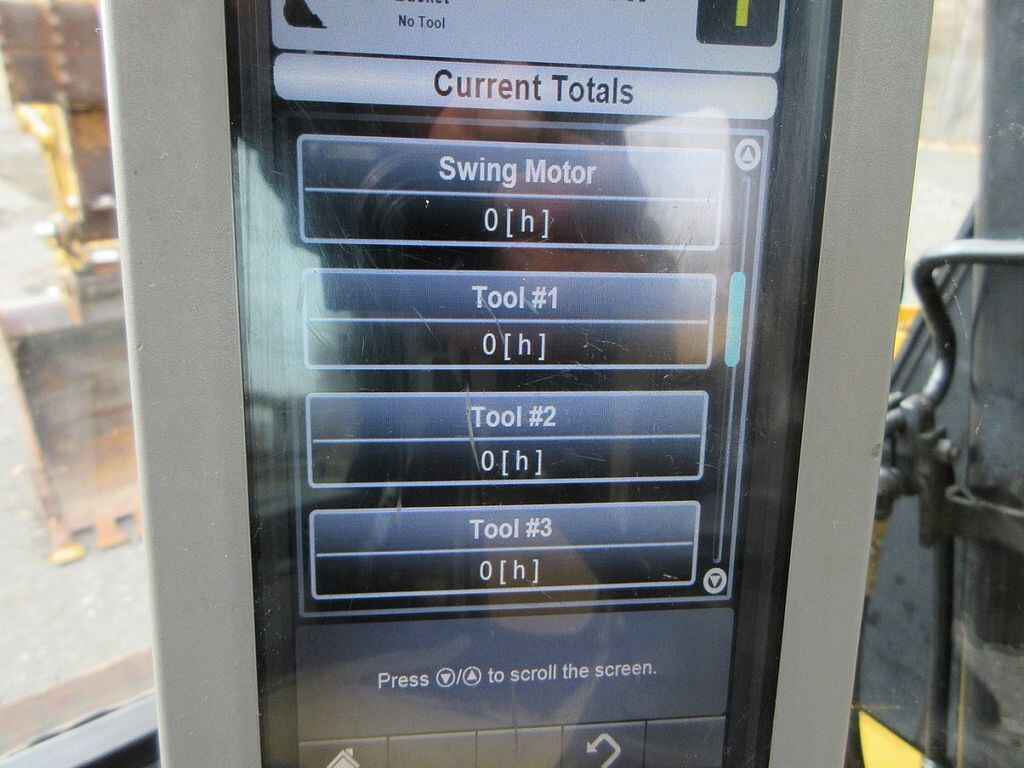 No Tool
Current Totals
Swing Motor
0[h]
Tool #1
0[h]
Tool #2
0[h]
Tool #3
0[h]
Press ▼/▲ to scroll the screen.